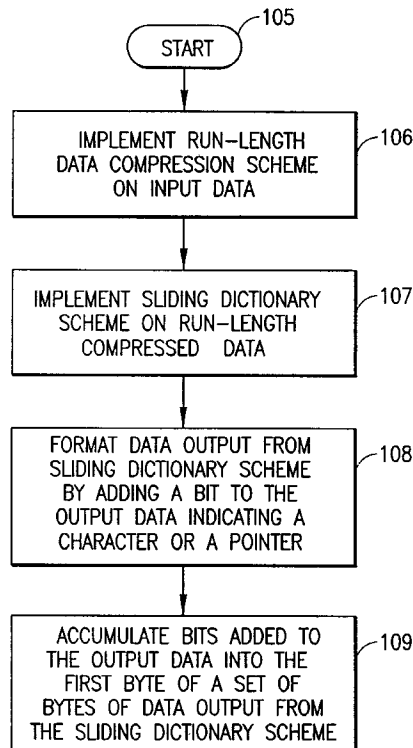 105
START
IMPLEMENT RUN-LENGTH
DATA COMPRESSION SCHEME
ON INPUT DATA
106
IMPLEMENT SLIDING DICTIONARY
SCHEME ON RUN-LENGTH
COMPRESSED DATA
107
FORMAT DATA OUTPUT FROM
SLIDING DICTIONARY SCHEME
BY ADDING A BIT TO THE
OUTPUT DATA INDICATING A
CHARACTER OR A POINTER
108
ACCUMULATE BITS ADDED TO
THE OUTPUT DATA INTO THE
FIRST BYTE OF A SET OF
BYTES OF DATA OUTPUT FROM
THE SLIDING DICTIONARY SCHEME
109